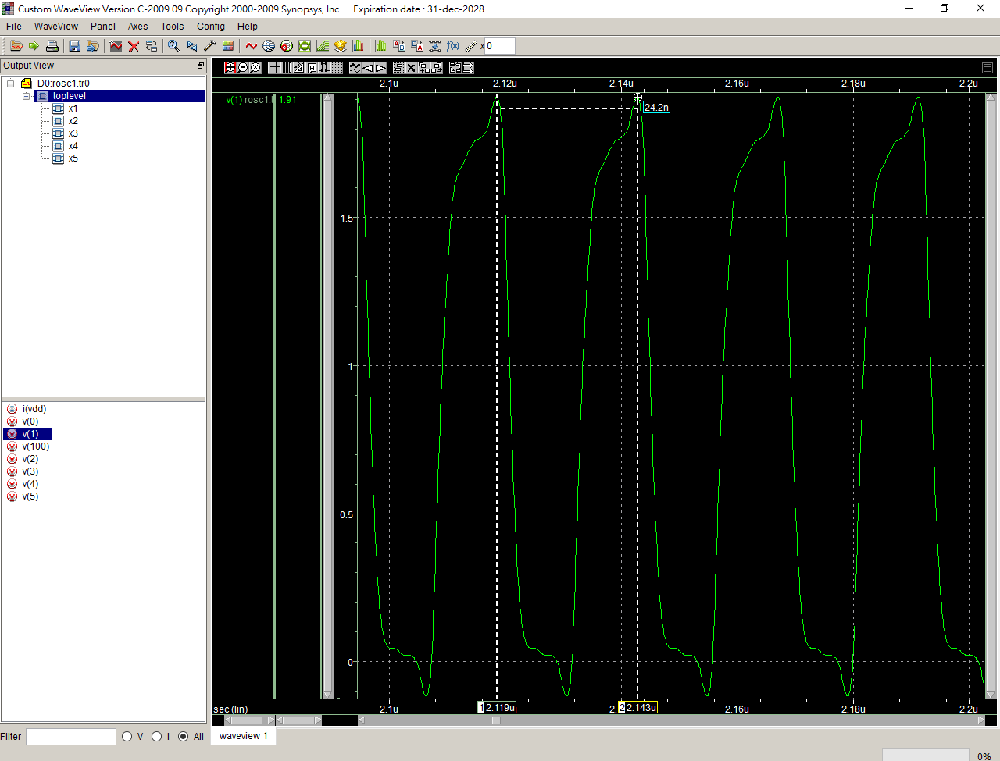 Custom WaveView Version C-2009.09 Copyright 2000-2009 Synopsys, Inc. Expiration date : 31-dec-2028
File WaveView Panel Axes Tools Config Help
x 0
Output View
D0:rosc1.tr0
toplevel
x1
x2
x3
x4
x5
i(vdd)
v(0)
v(1)
v(100)
v(2)
v(3)
v(4)
v(5)
Filter V I All
2.1u 2.12u 2.14u 2.16u 2.18u 2.2u
v(1) rosc1. 1.91
24.2n
1.5
1
0.5
0
sec (lin) 2.1u 1 2.119u 2 2.143u 2.16u 2.18u 2.2u
waveview 1
0%